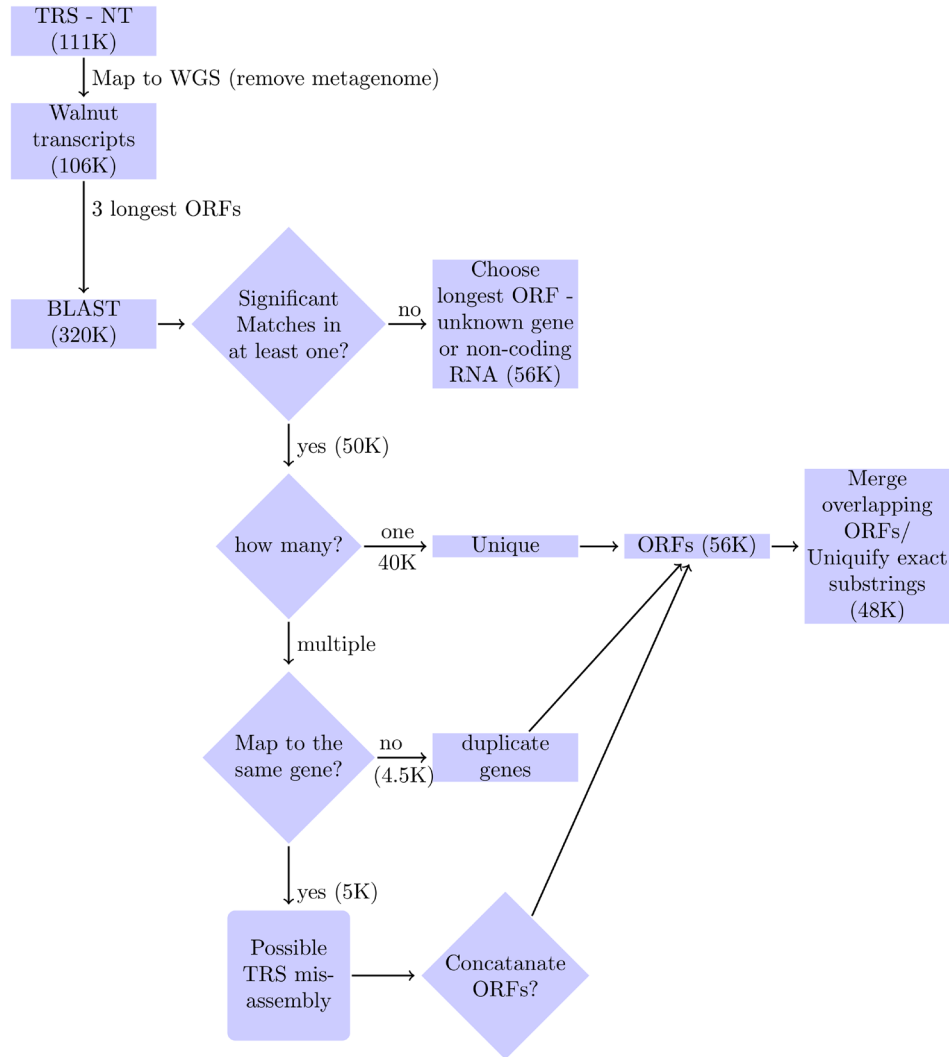 TRS - NT
(111K)
Map to WGS (remove metagenome)
Walnut
transcripts
(106K)
3 longest ORFs
BLAST
(320K)
Significant
Matches in
at least one?
no
Choose
longest ORF -
unknown gene
or non-coding
RNA (56K)
yes (50K)
how many?
one
40K
Unique
ORFs (56K)
Merge
overlapping
ORFs/
Uniquify exact
substrings
(48K)
multiple
Map to the
same gene?
no
(4.5K)
duplicate
genes
yes (5K)
Possible
TRS mis-
assembly
Concatanate
ORFs?